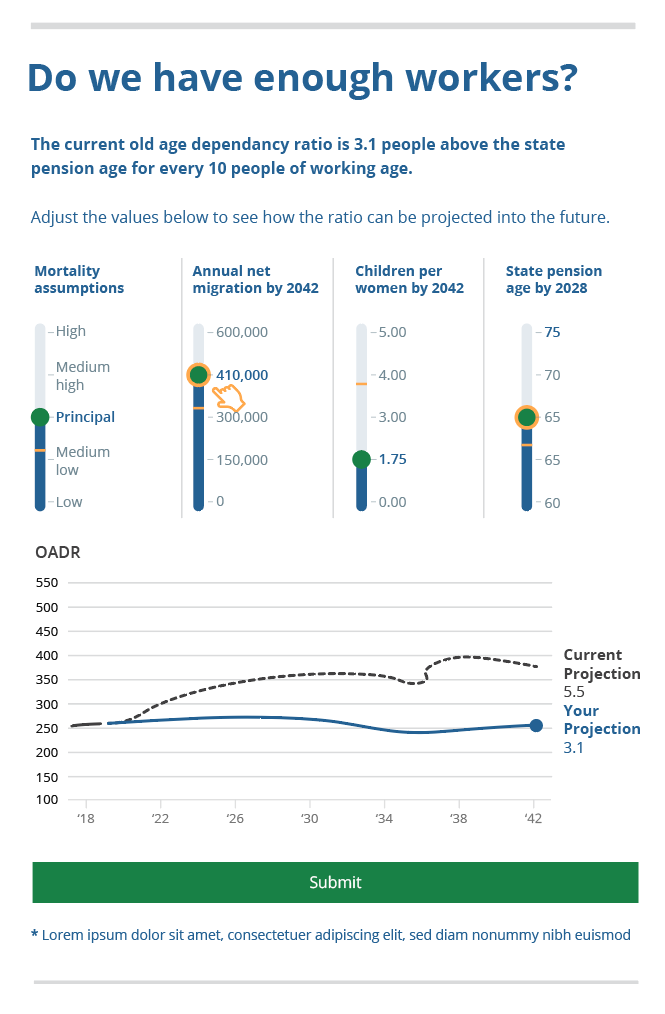 Do we have enough workers?
The current old age dependancy ratio is 3.1 people above the state
pension age for every 10 people of working age.
Adjust the values below to see how the ratio can be projected into the future.
Mortality
assumptions
High
Medium
high
Principal
Medium
low
Low
Annual net
migration by 2042
600,000
410,000
300,000
150,000
0
Children per
women by 2042
5.00
4.00
3.00
1.75
0.00
State pension
age by 2028
75
70
65
65
60
OADR
550
500
450
400
350
300
250
200
150
100
‘18
‘22
‘26
‘30
‘34
‘38
‘42
Current
Projection
5.5
Your
Projection
3.1
Submit
* Lorem ipsum dolor sit amet, consectetuer adipiscing elit, sed diam nonummy nibh euismod